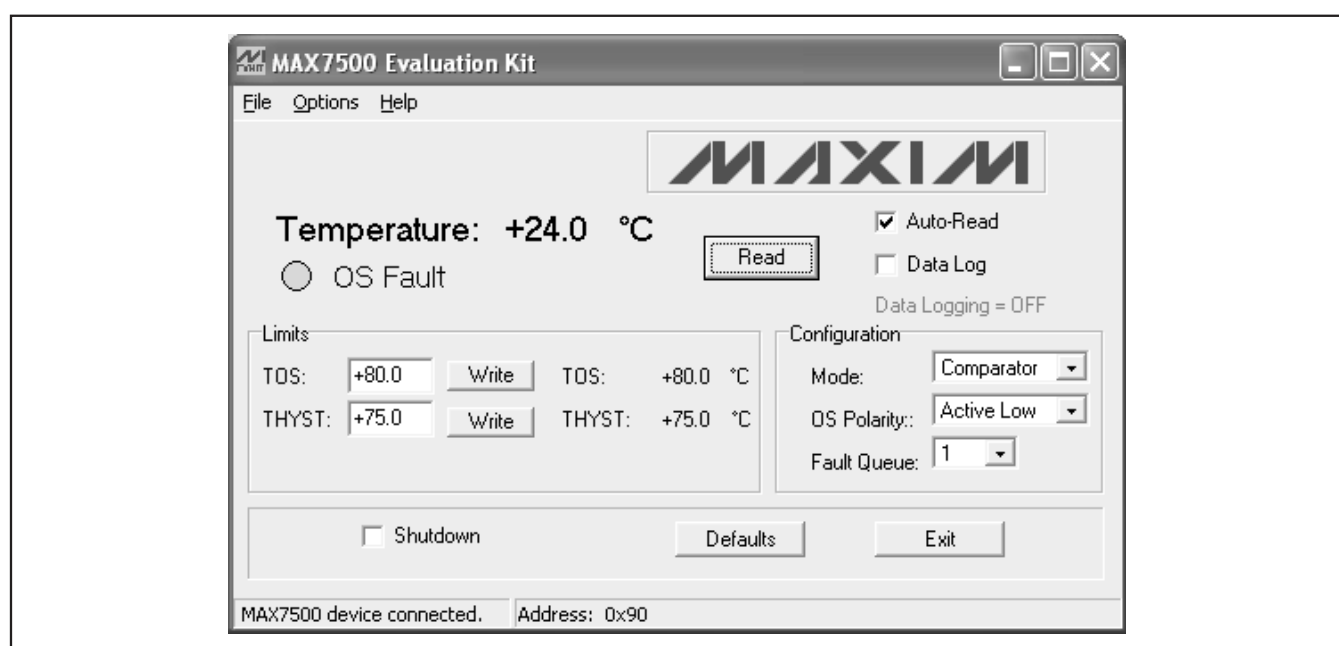 MAX7500 Evaluation Kit
File Options Help
MAXIM
Temperature: +24.0 °C
OS Fault
Read
Auto-Read
Data Log
Data Logging = OFF
Limits
TOS: +80.0 Write TOS: +80.0 °C
THYST: +75.0 Write THYST: +75.0 °C
Configuration
Mode: Comparator
OS Polarity:: Active Low
Fault Queue: 1
Shutdown Defaults Exit
MAX7500 device connected. Address: 0x90